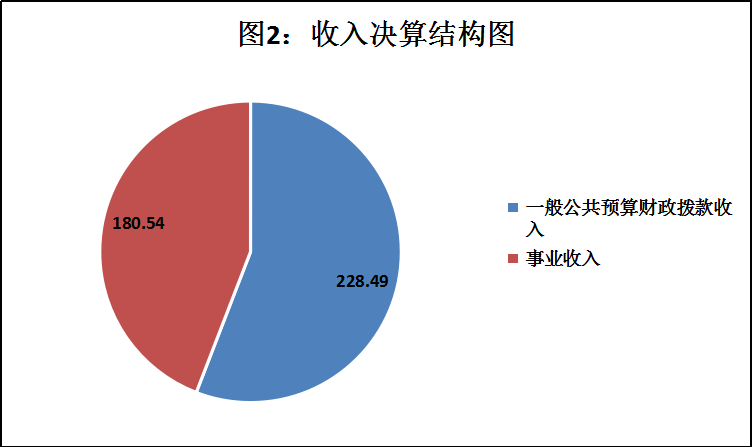 图2：收入决算结构图
180.54
228.49
一般公共预算财政拨款收
入
事业收入